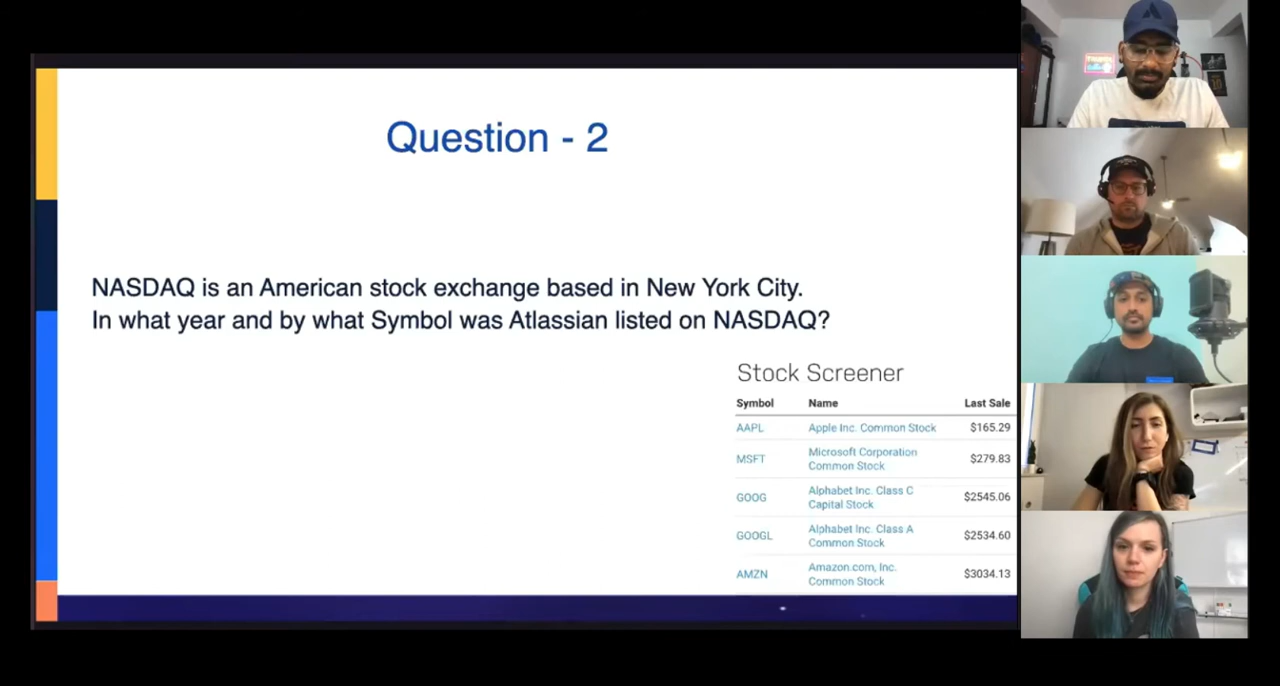 Question - 2
NASDAQ is an American stock exchange based in New York City.
In what year and by what Symbol was Atlassian listed on NASDAQ?
Stock Screener
Symbol Name Last Sale
AAPL Apple Inc. Common Stock $165.29
MSFT Microsoft Corporation Common Stock $279.83
GOOG Alphabet Inc. Class C Capital Stock $2545.06
GOOGL Alphabet Inc. Class A Common Stock $2534.60
AMZN Amazon.com, Inc. Common Stock $3034.13